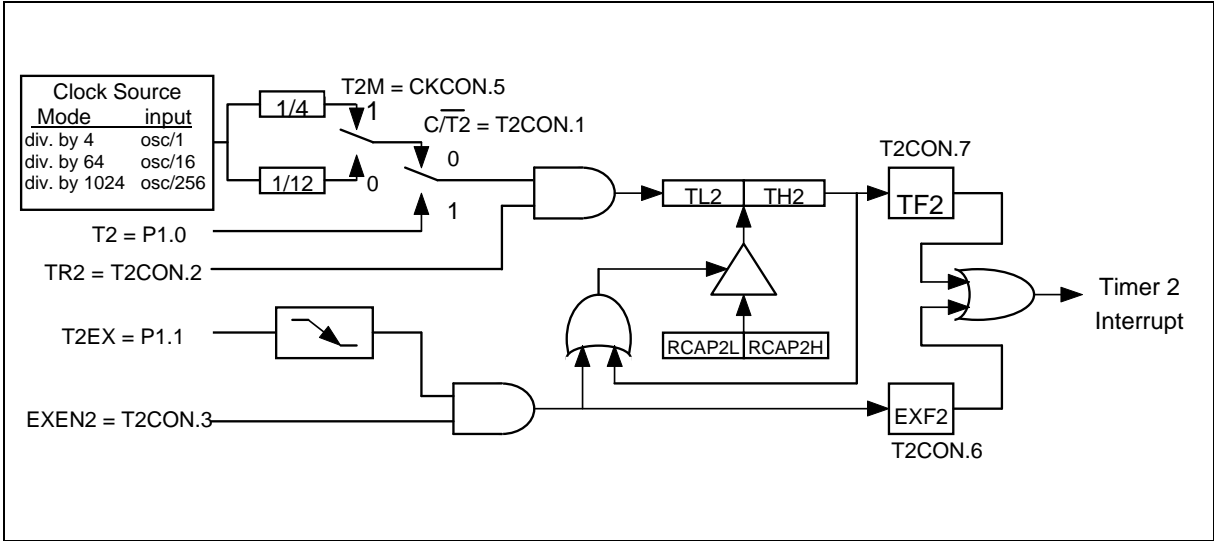 Clock Source
Mode input
div. by 4 osc/1
div. by 64 osc/16
div. by 1024 osc/256
1/4
1/12
T2M = CKCON.5
1
0
C/T2 = T2CON.1
0
1
T2 = P1.0
TR2 = T2CON.2
TL2
TH2
T2CON.7
TF2
Timer 2
Interrupt
T2EX = P1.1
RCAP2L
RCAP2H
EXEN2 = T2CON.3
EXF2
T2CON.6